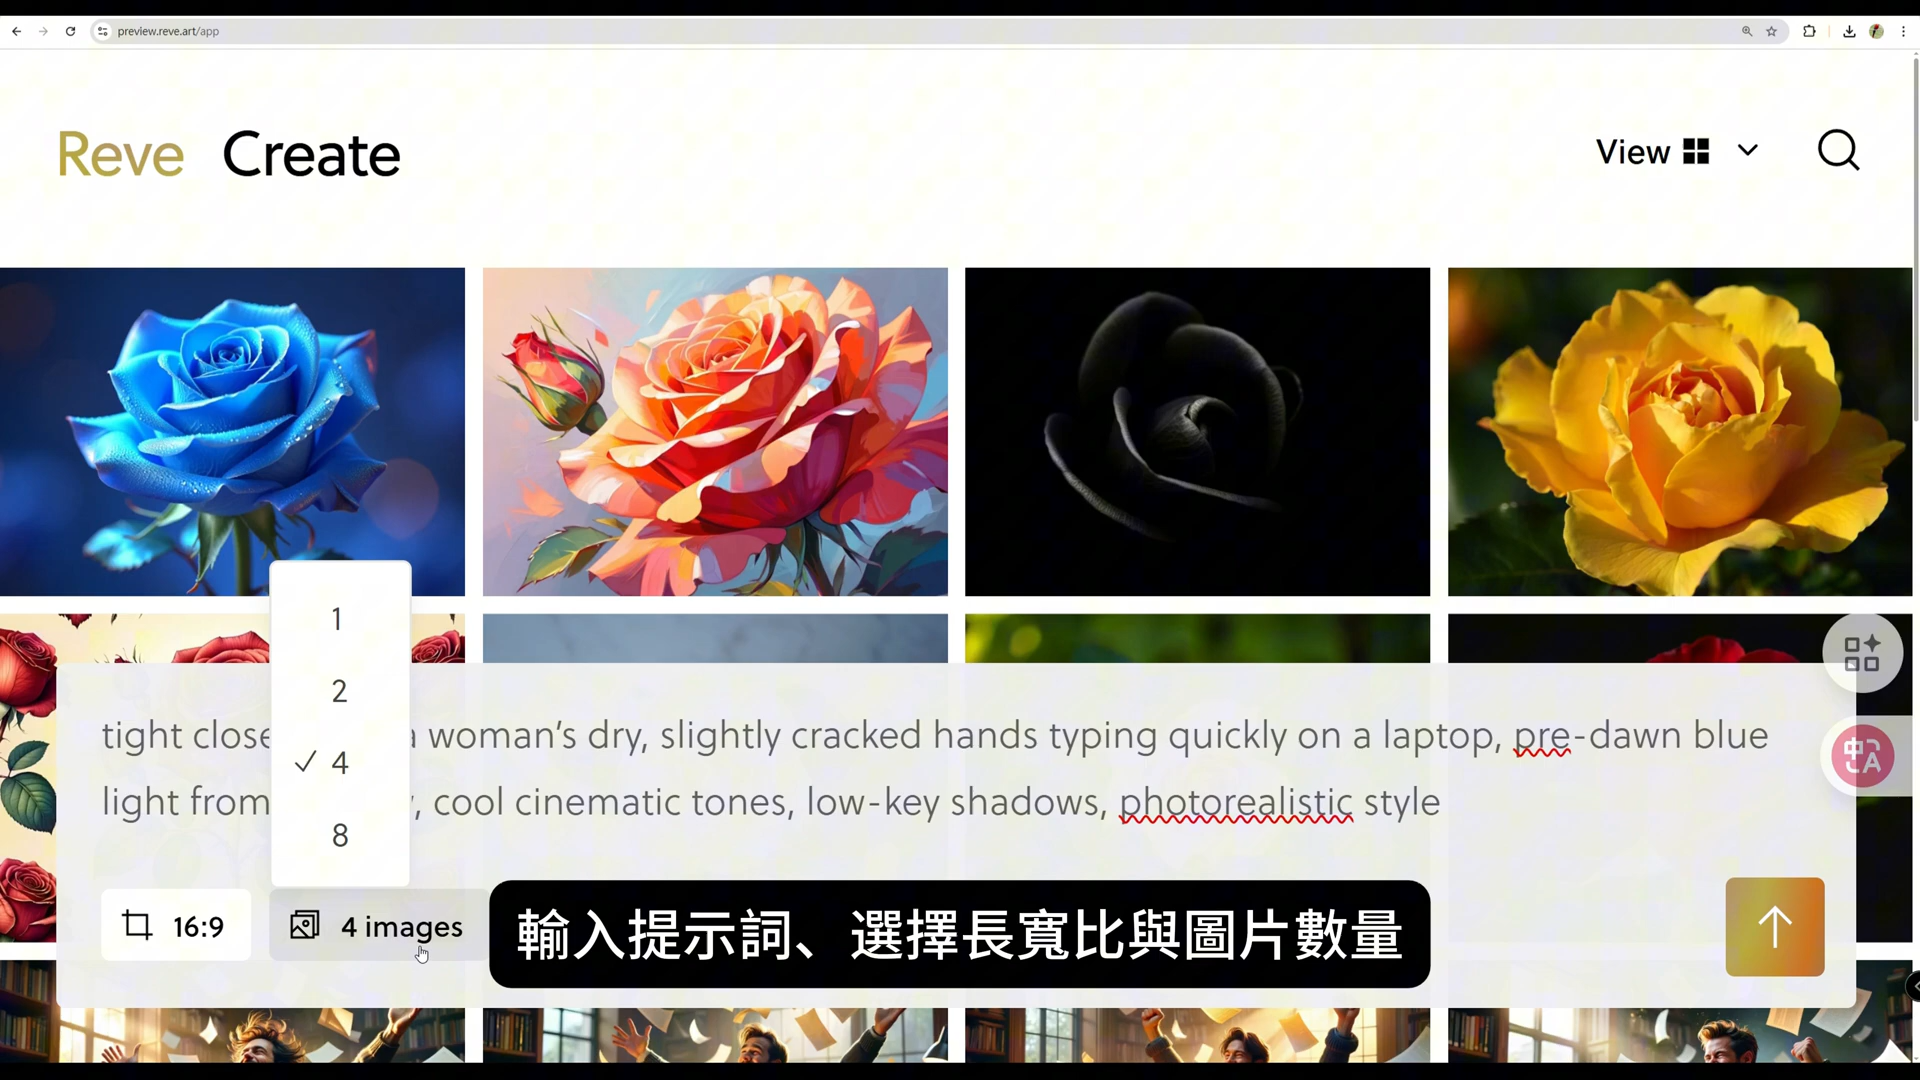 preview.reve.art/app
Reve Create
View
1
2
4
8
tight close a woman's dry, slightly cracked hands typing quickly on a laptop, pre-dawn blue
light from , cool cinematic tones, low-key shadows, photorealistic style
16:9
4 images
輸入提示詞、選擇長寬比與圖片數量
中A